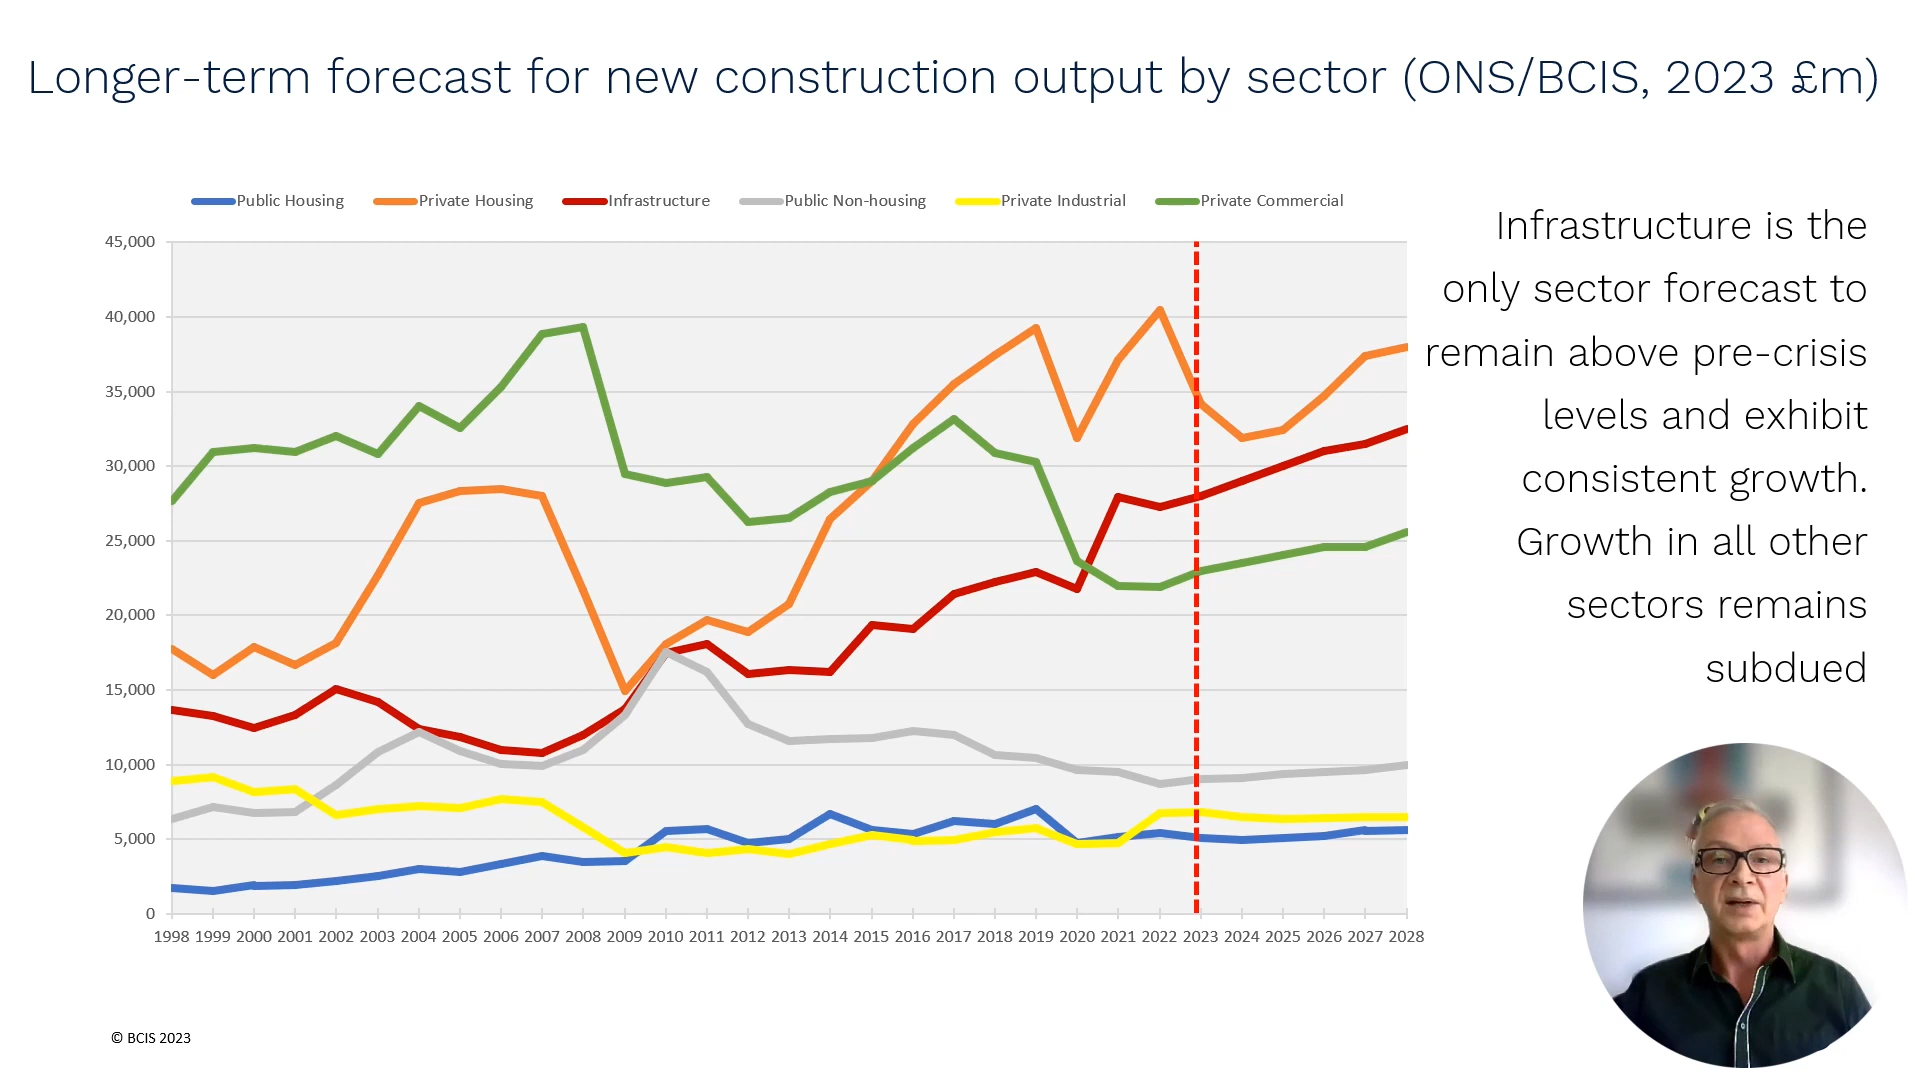 Longer-term forecast for new construction output by sector (ONS/BCIS, 2023 £m)
Public Housing Private Housing Infrastructure Public Non-housing Private Industrial Private Commercial
45,000
40,000
35,000
30,000
25,000
20,000
15,000
10,000
5,000
0
1998 1999 2000 2001 2002 2003 2004 2005 2006 2007 2008 2009 2010 2011 2012 2013 2014 2015 2016 2017 2018 2019 2020 2021 2022 2023 2024 2025 2026 2027 2028
Infrastructure is the
only sector forecast to
remain above pre-crisis
levels and exhibit
consistent growth.
Growth in all other
sectors remains
subdued
© BCIS 2023